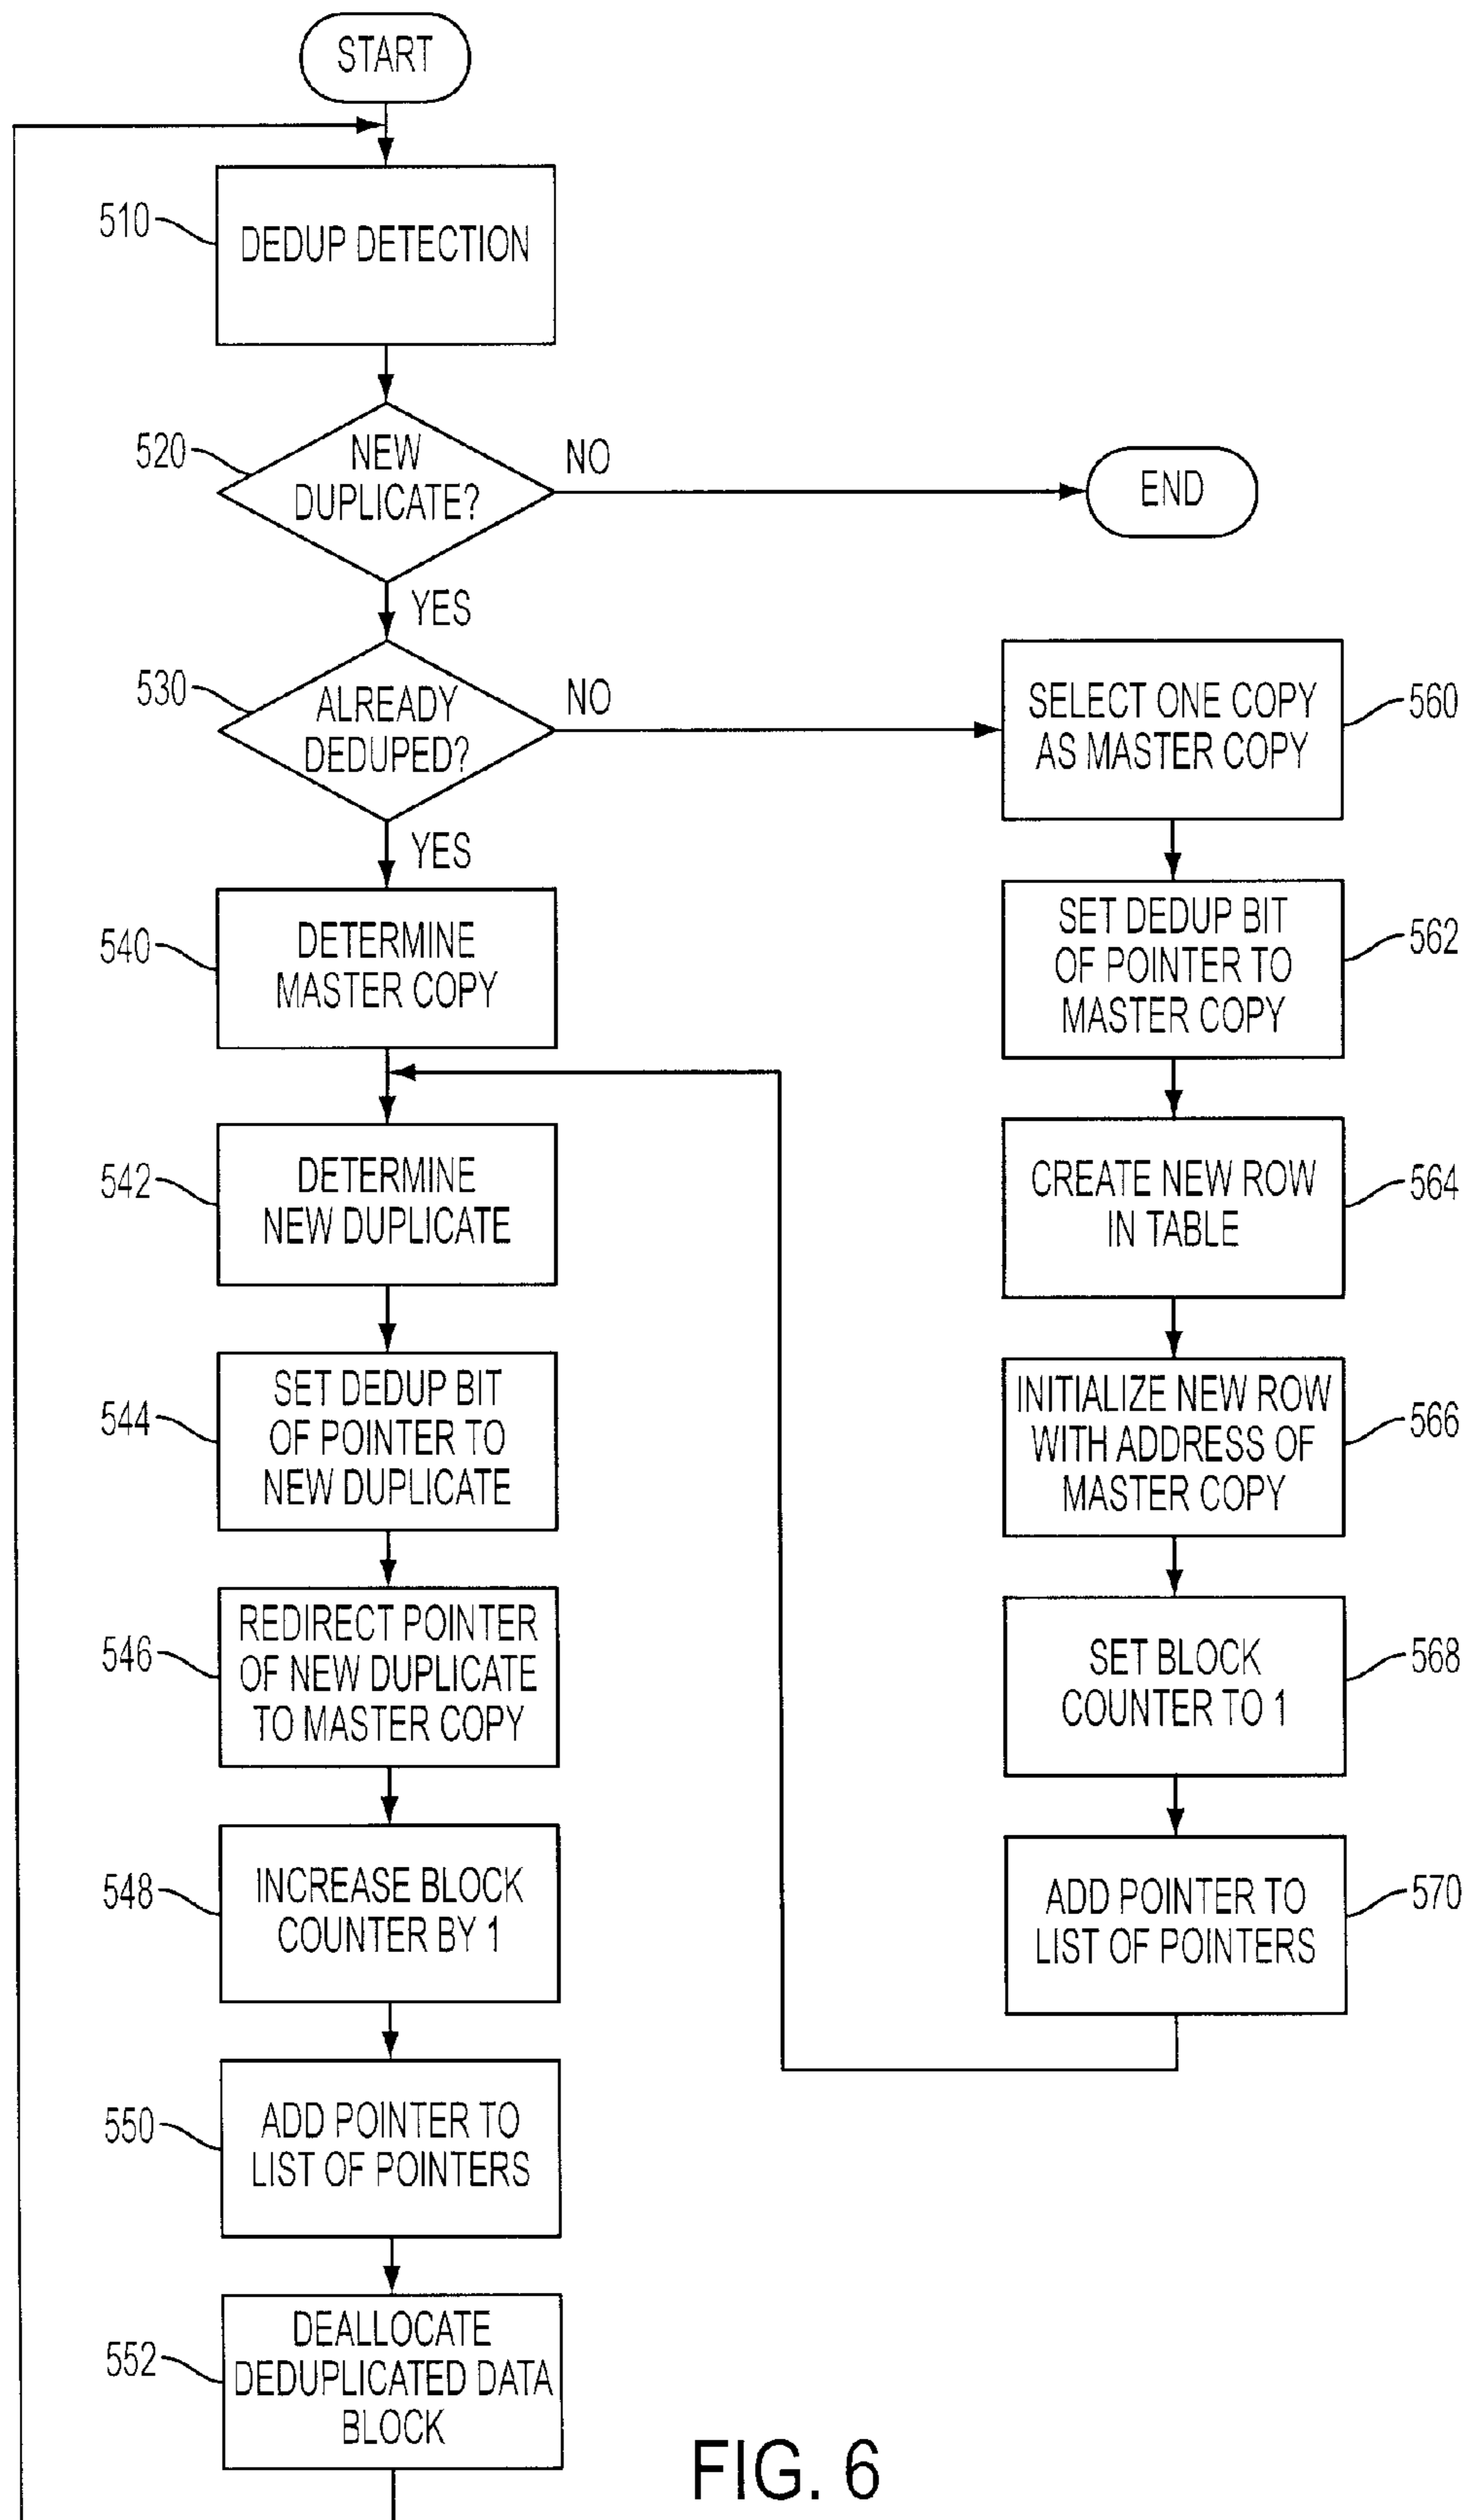 START
510
DEDUP DETECTION
520
NEW
DUPLICATE?
NO
END
YES
530
ALREADY
DEDUPED?
NO
YES
SELECT ONE COPY
AS MASTER COPY
560
540
DETERMINE
MASTER COPY
SET DEDUP BIT
OF POINTER TO
MASTER COPY
562
542
DETERMINE
NEW DUPLICATE
CREATE NEW ROW
IN TABLE
564
544
SET DEDUP BIT
OF POINTER TO
NEW DUPLICATE
INITIALIZE NEW ROW
WITH ADDRESS OF
MASTER COPY
566
546
REDIRECT POINTER
OF NEW DUPLICATE
TO MASTER COPY
SET BLOCK
COUNTER TO 1
568
548
INCREASE BLOCK
COUNTER BY 1
ADD POINTER TO
LIST OF POINTERS
570
550
ADD POINTER TO
LIST OF POINTERS
552
DEALLOCATE
DEDUPLICATED DATA
BLOCK
FIG. 6